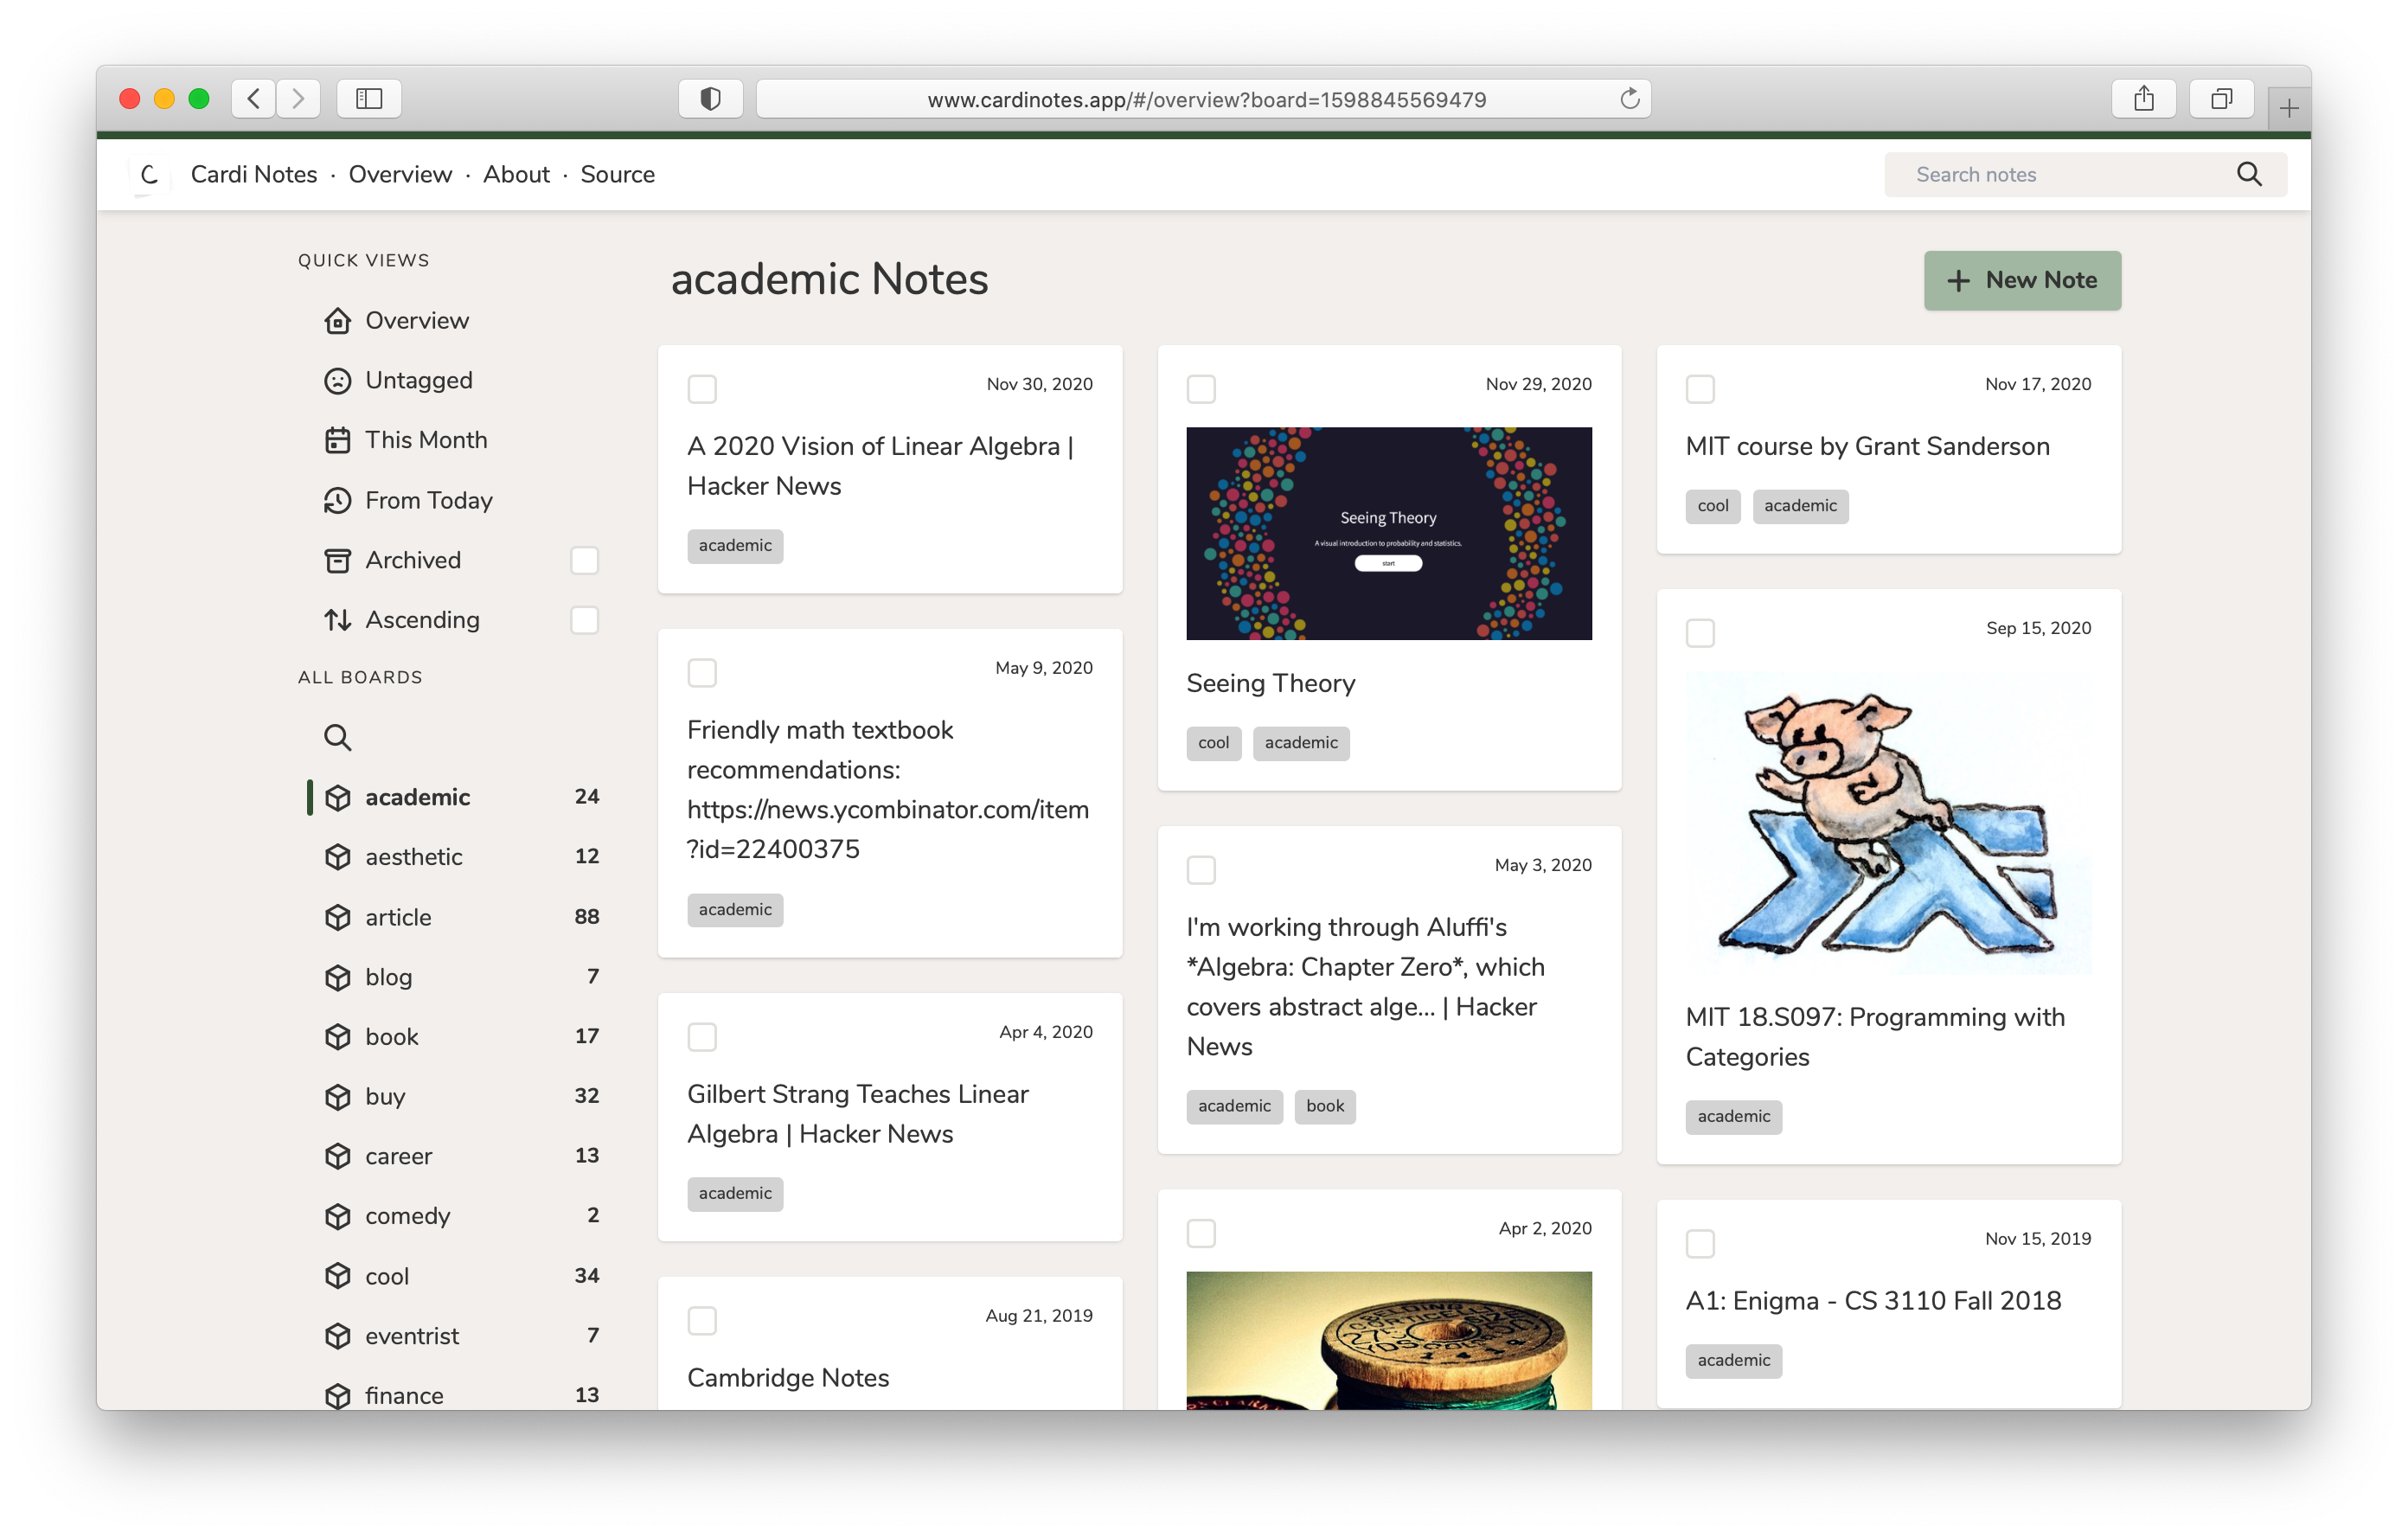 www.cardinotes.app/#/overview?board=1598845569479
C Cardi Notes · Overview · About · Source
Search notes
QUICK VIEWS
Overview
Untagged
This Month
From Today
Archived
Ascending
ALL BOARDS
academic 24
aesthetic 12
article 88
blog 7
book 17
buy 32
career 13
comedy 2
cool 34
eventrist 7
finance 13
academic Notes
+ New Note
Nov 30, 2020
A 2020 Vision of Linear Algebra |
Hacker News
academic
May 9, 2020
Friendly math textbook
recommendations:
https://news.ycombinator.com/item
?id=22400375
academic
Apr 4, 2020
Gilbert Strang Teaches Linear
Algebra | Hacker News
academic
Aug 21, 2019
Cambridge Notes
Nov 29, 2020
Seeing Theory
A visual introduction to probability and statistics.
start
Seeing Theory
cool academic
May 3, 2020
I'm working through Aluffi's
*Algebra: Chapter Zero*, which
covers abstract alge... | Hacker
News
academic book
Apr 2, 2020
Nov 17, 2020
MIT course by Grant Sanderson
cool academic
Sep 15, 2020
MIT 18.S097: Programming with
Categories
academic
Nov 15, 2019
A1: Enigma - CS 3110 Fall 2018
academic